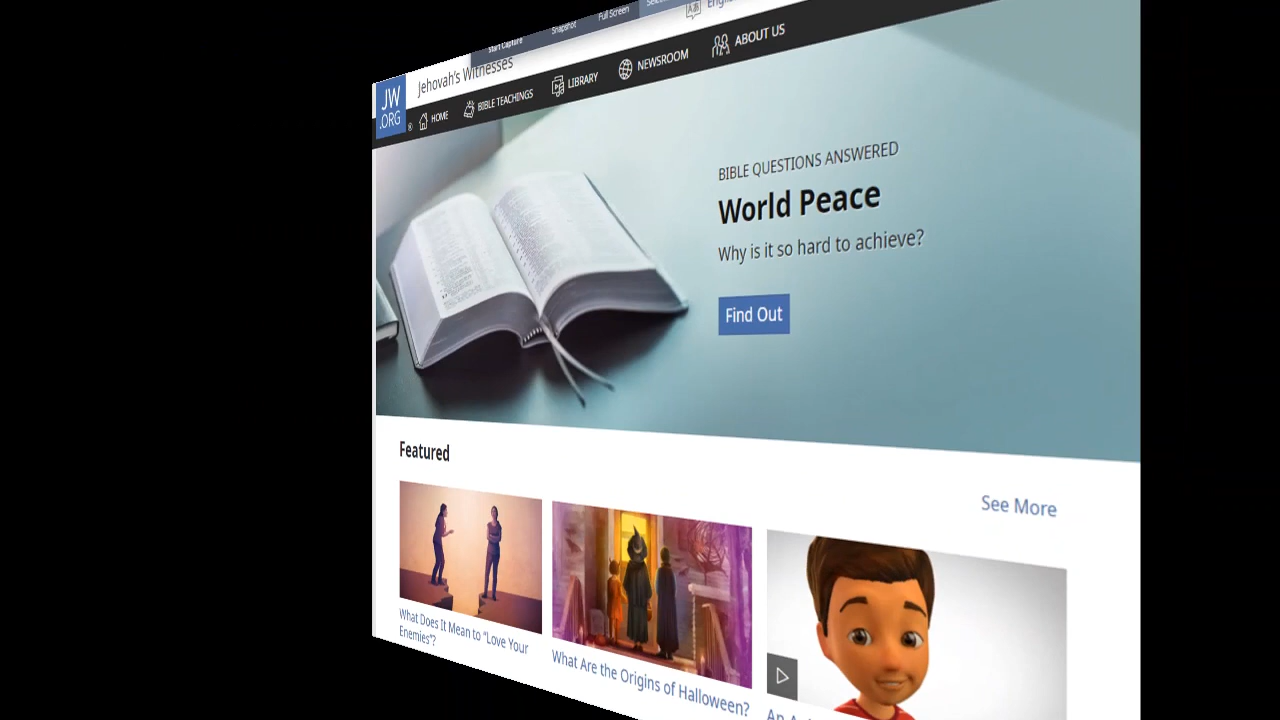 Start Capture
Snapshot
Full Screen
Jehovah's Witnesses
JW
.ORG
®
HOME
BIBLE TEACHINGS
LIBRARY
NEWSROOM
ABOUT US
BIBLE QUESTIONS ANSWERED
World Peace
Why is it so hard to achieve?
Find Out
Featured
See More
What Does It Mean to “Love Your
Enemies”?
What Are the Origins of Halloween?
An